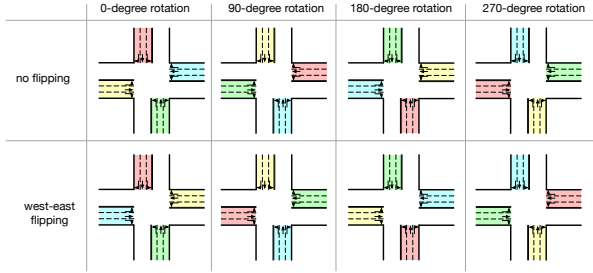 0-degree rotation 90-degree rotation 180-degree rotation 270-degree rotation
no flipping
west-east
flipping